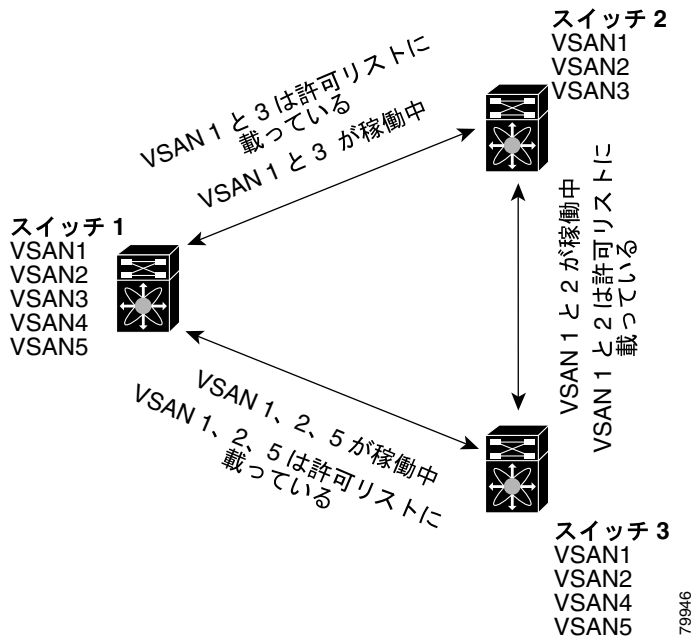 スイッチ 2
VSAN1
VSAN2
VSAN3
VSAN 1 と 3 は許可リストに
載っている
VSAN 1 と 3 が稼働中
スイッチ 1
VSAN1
VSAN2
VSAN3
VSAN4
VSAN5
VSAN 1 と 2 が稼働中
VSAN 1 と 2 は許可リストに
載っている
VSAN 1、2、5 が稼働中
VSAN 1、2、5 は許可リストに
載っている
スイッチ 3
VSAN1
VSAN2
VSAN4
VSAN5
79946